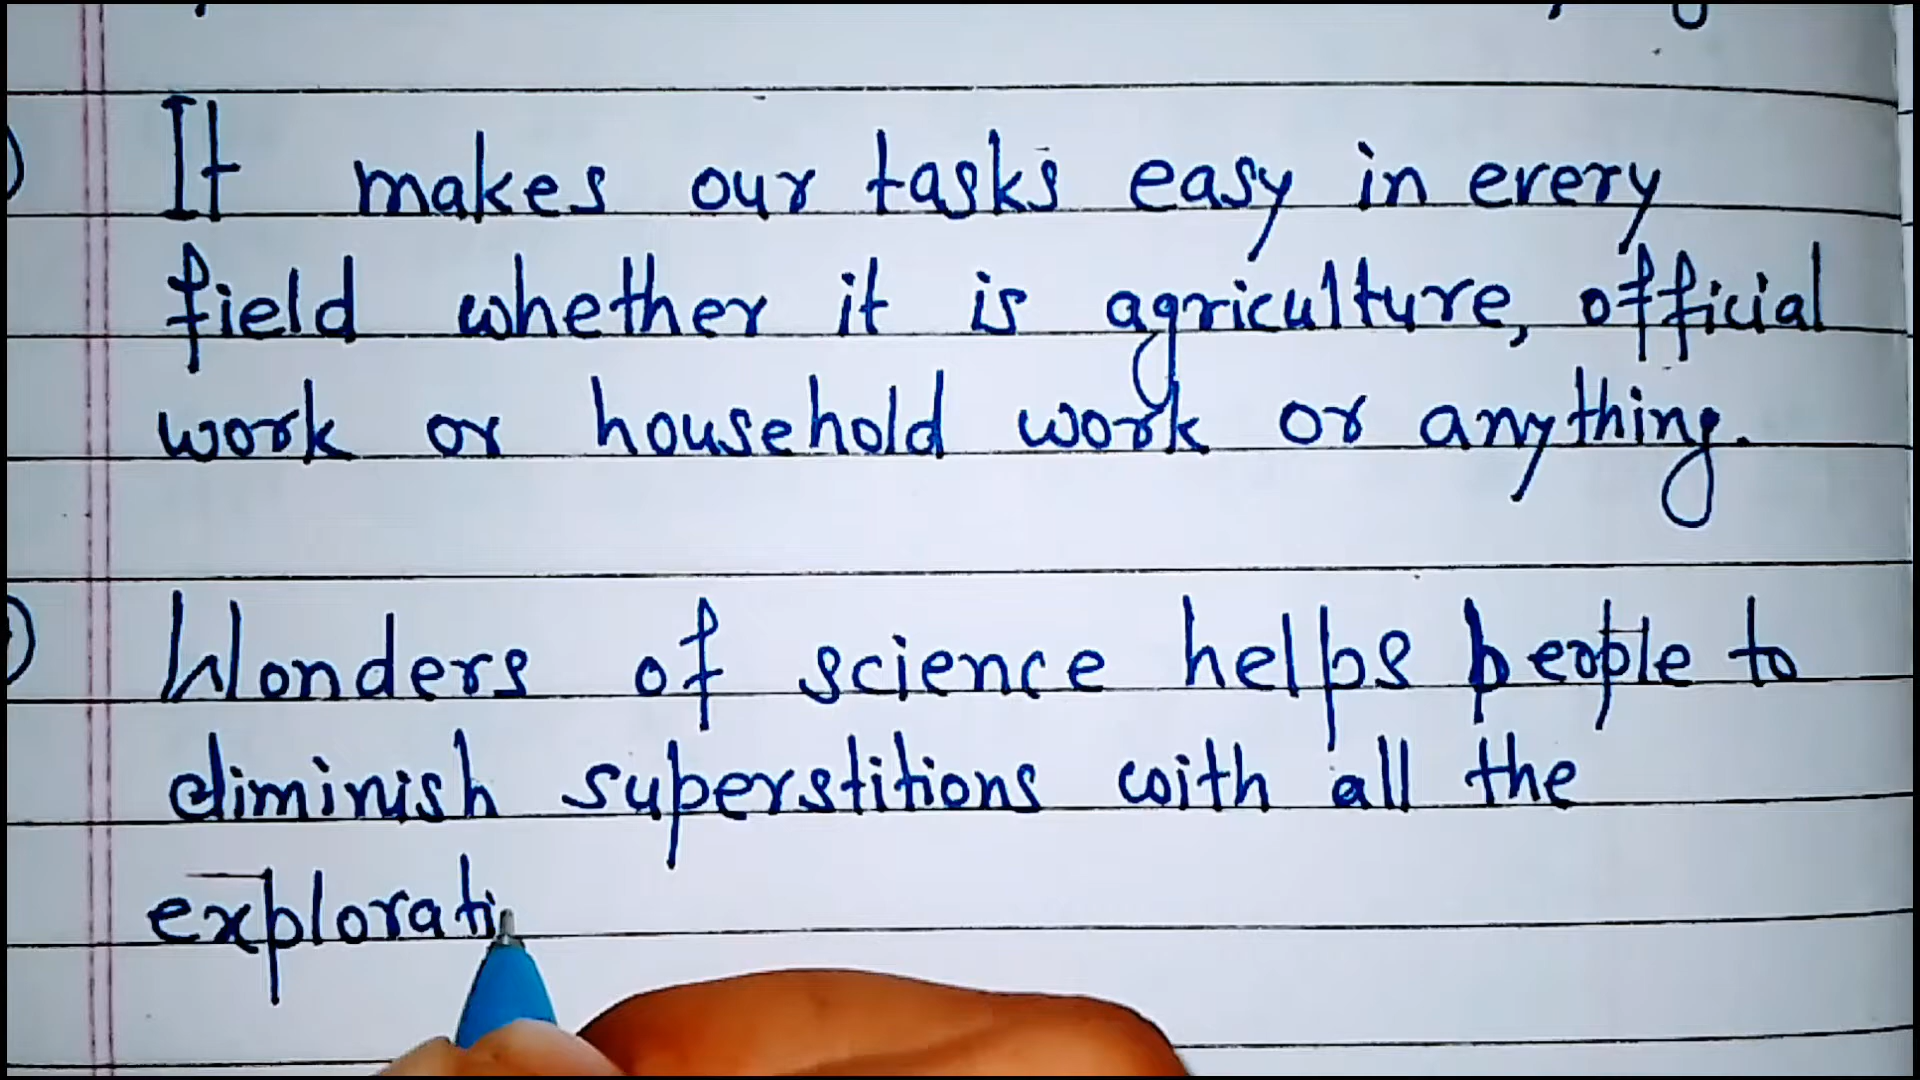 It makes our tasks easy in every
field whether it is agriculture, official
work or household work or anything.
Wonders of science helps people to
diminish superstitions with all the
explorati